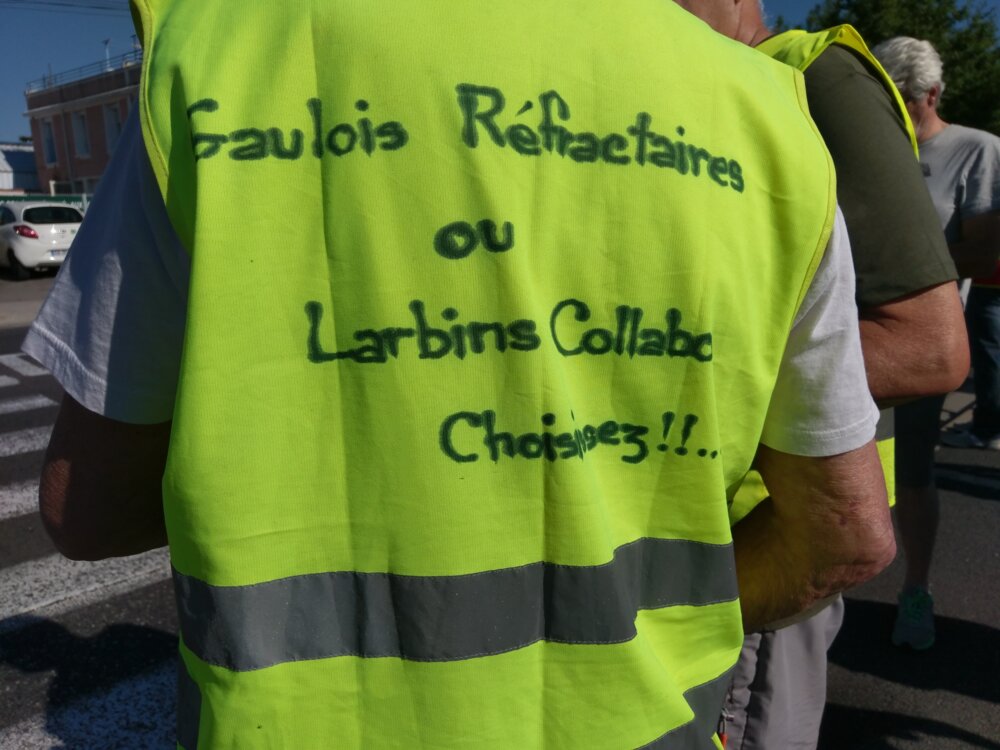 Gaulois Réfractaires
ou
Larbins Collabo
Choisissez!!..